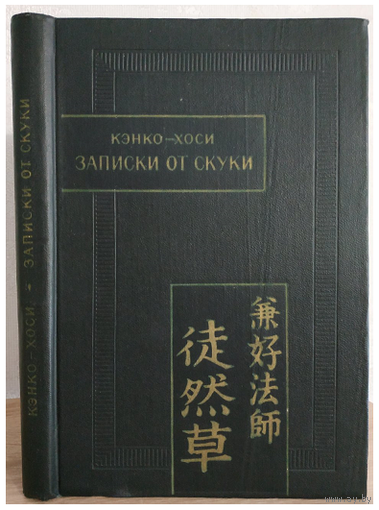 КЭНКО-ХОСИ - ЗАПИСКИ ОТ СКУКИ
КЭНКО-ХОСИ
ЗАПИСКИ ОТ СКУКИ
兼好法師
徒然草